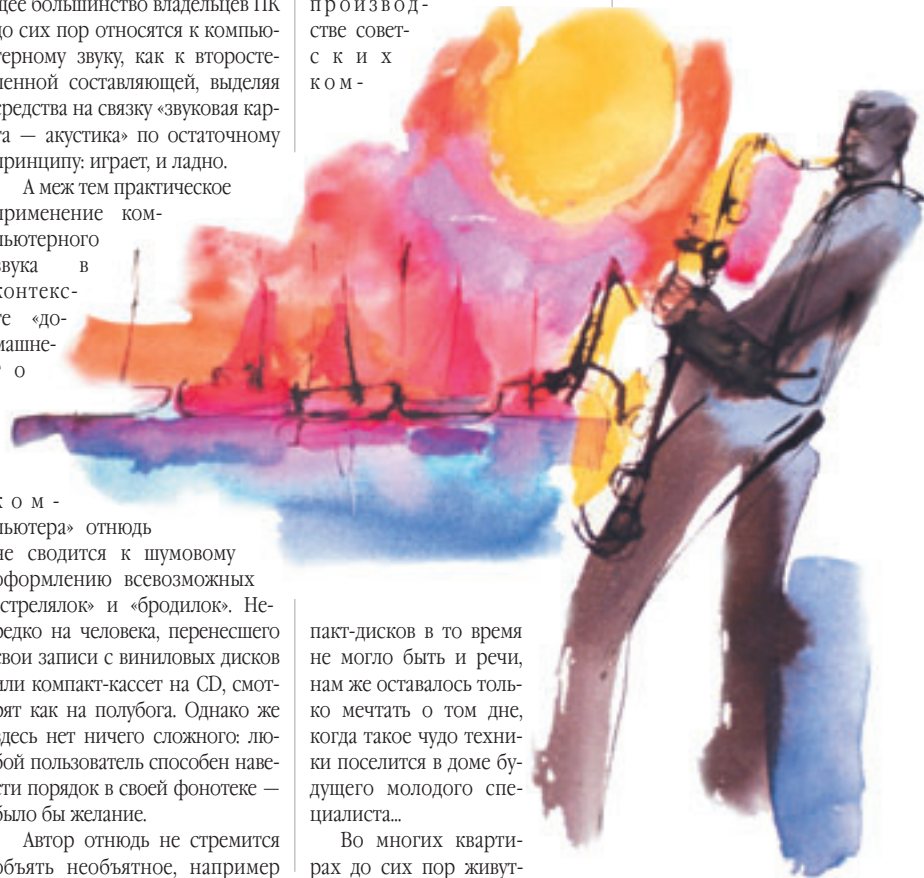 щее большинство владельцев ПК
до сих пор относятся к компью-
терному звуку, как к второсте-
пенной составляющей, выделяя
средства на связку «звуковая кар-
та — акустика» по остаточному
принципу: играет, и ладно.
А меж тем практическое
применение ком-
пьютерного
звука в
контекс-
те «до-
машне-
г о
к о м -
пьютера» отнюдь
не сводится к шумовому
оформлению всевозможных
«стрелялок» и «бродилок». Не-
редко на человека, перенесшего
свои записи с виниловых дисков
или компакт-кассет на CD, смот-
рят как на полубога. Однако же
здесь нет ничего сложного: лю-
бой пользователь способен наве-
сти порядок в своей фонотеке —
было бы желание.
Автор отнюдь не стремится
объять необъятное, например
п р о и з в о д -
стве совет-
с к и х
к о м -
пакт-дисков в то время
не могло быть и речи,
нам же оставалось толь-
ко мечтать о том дне,
когда такое чудо техни-
ки поселится в доме бу-
дущего молодого спе-
циалиста...
Во многих кварти-
рах до сих пор живут-